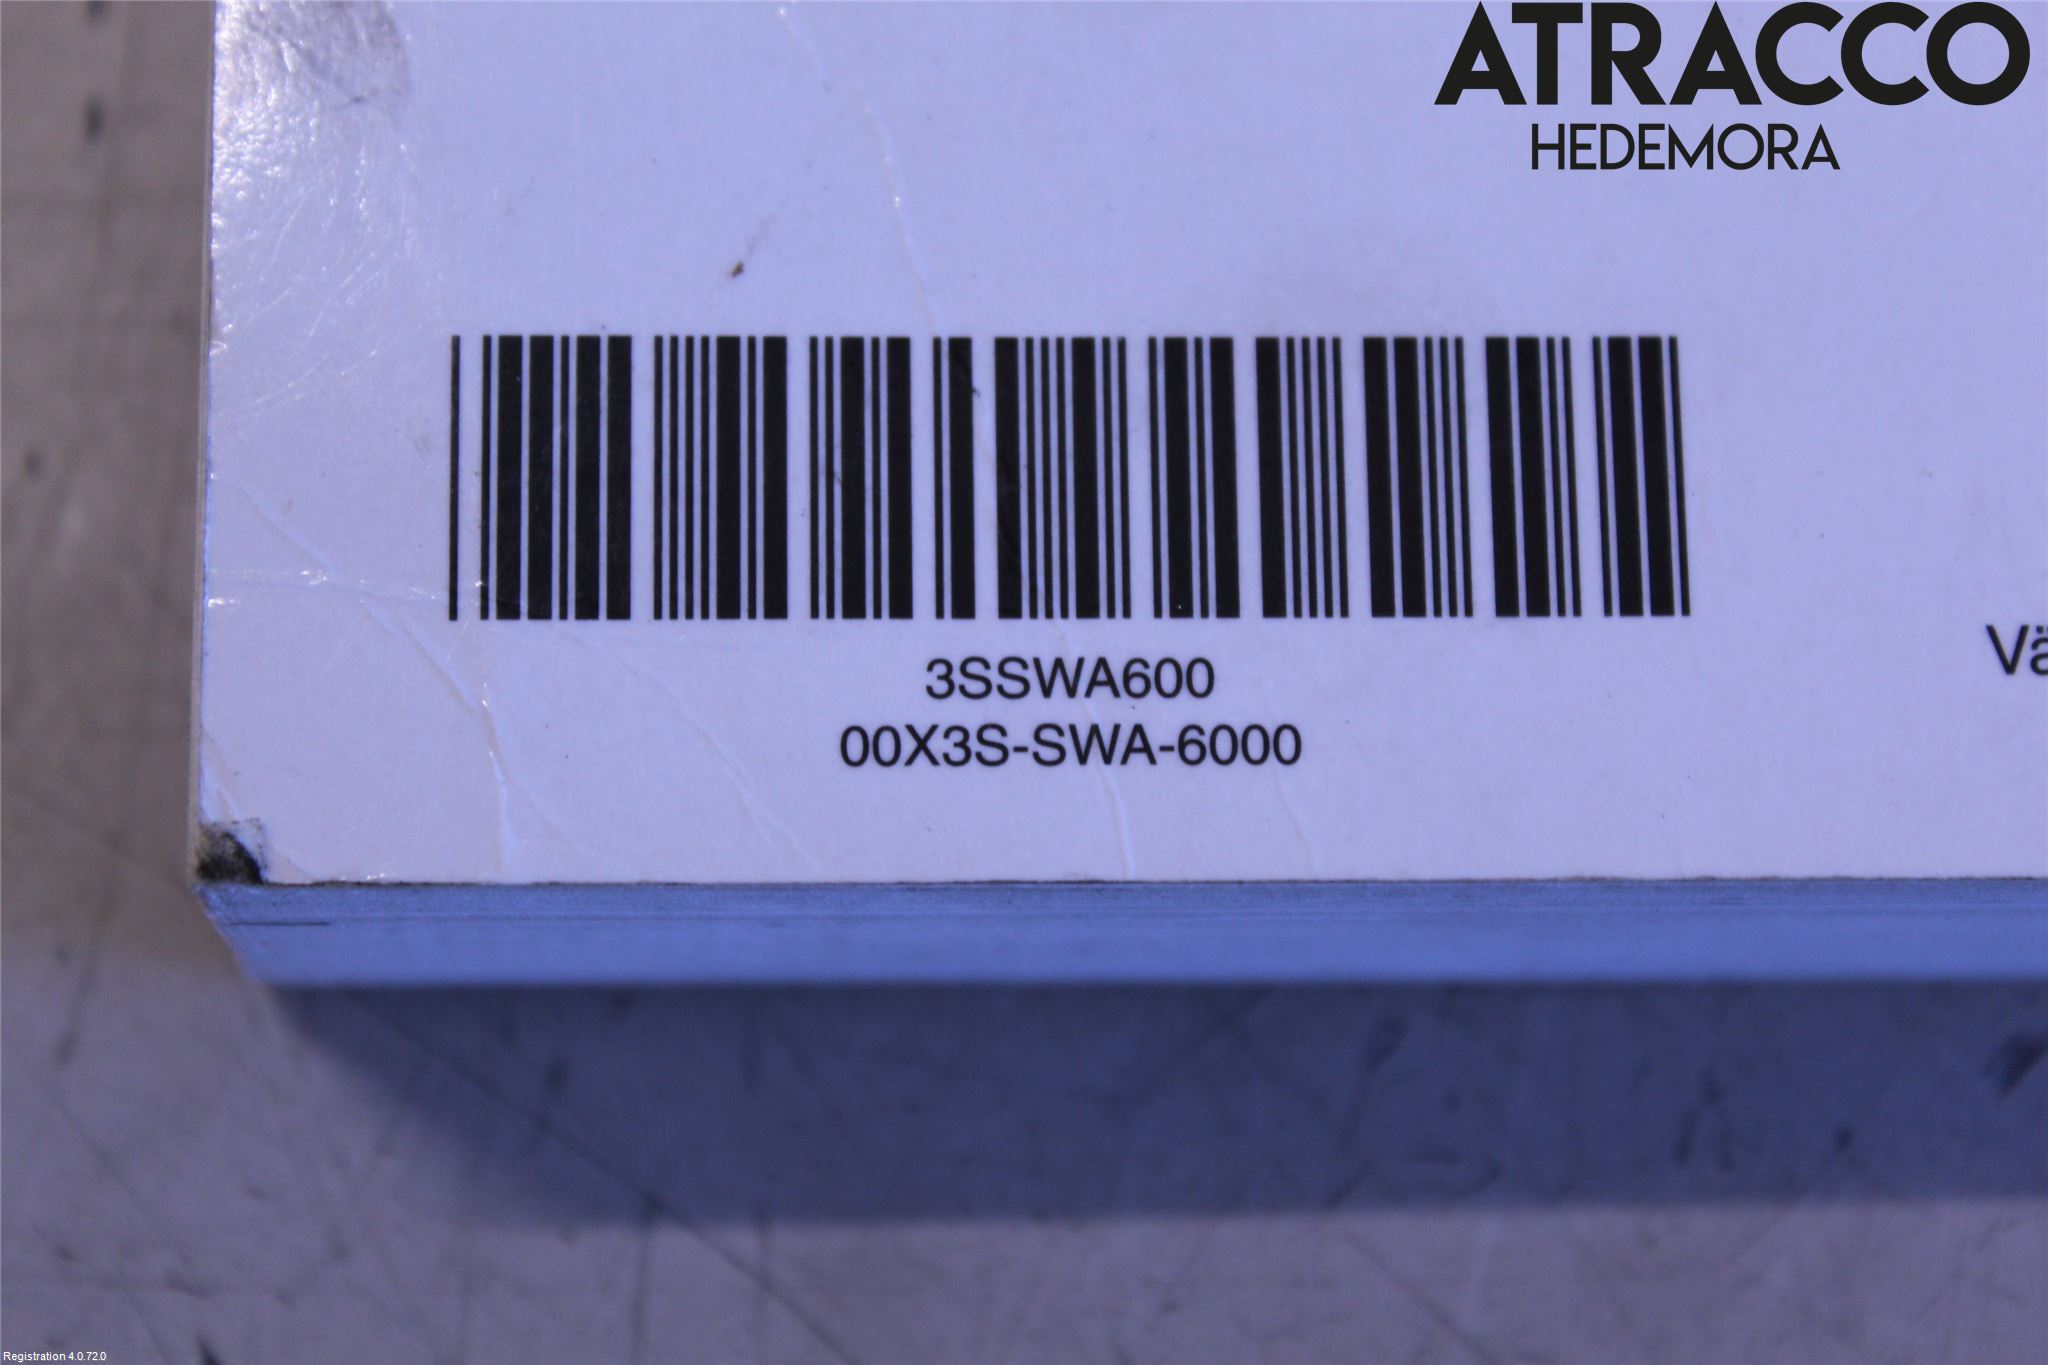 ATRACCO
HEDEMORA
3SSWA600
00X3S-SWA-6000
Registration 4.0.72.0